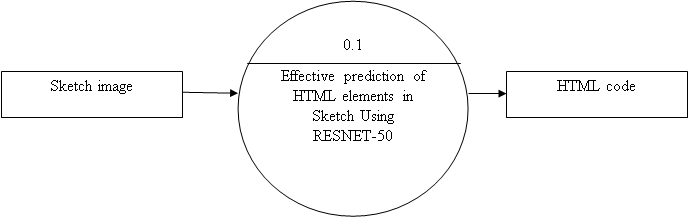 Sketch image
0.1
Effective prediction of
HTML elements in
Sketch Using
RESNET-50
HTML code